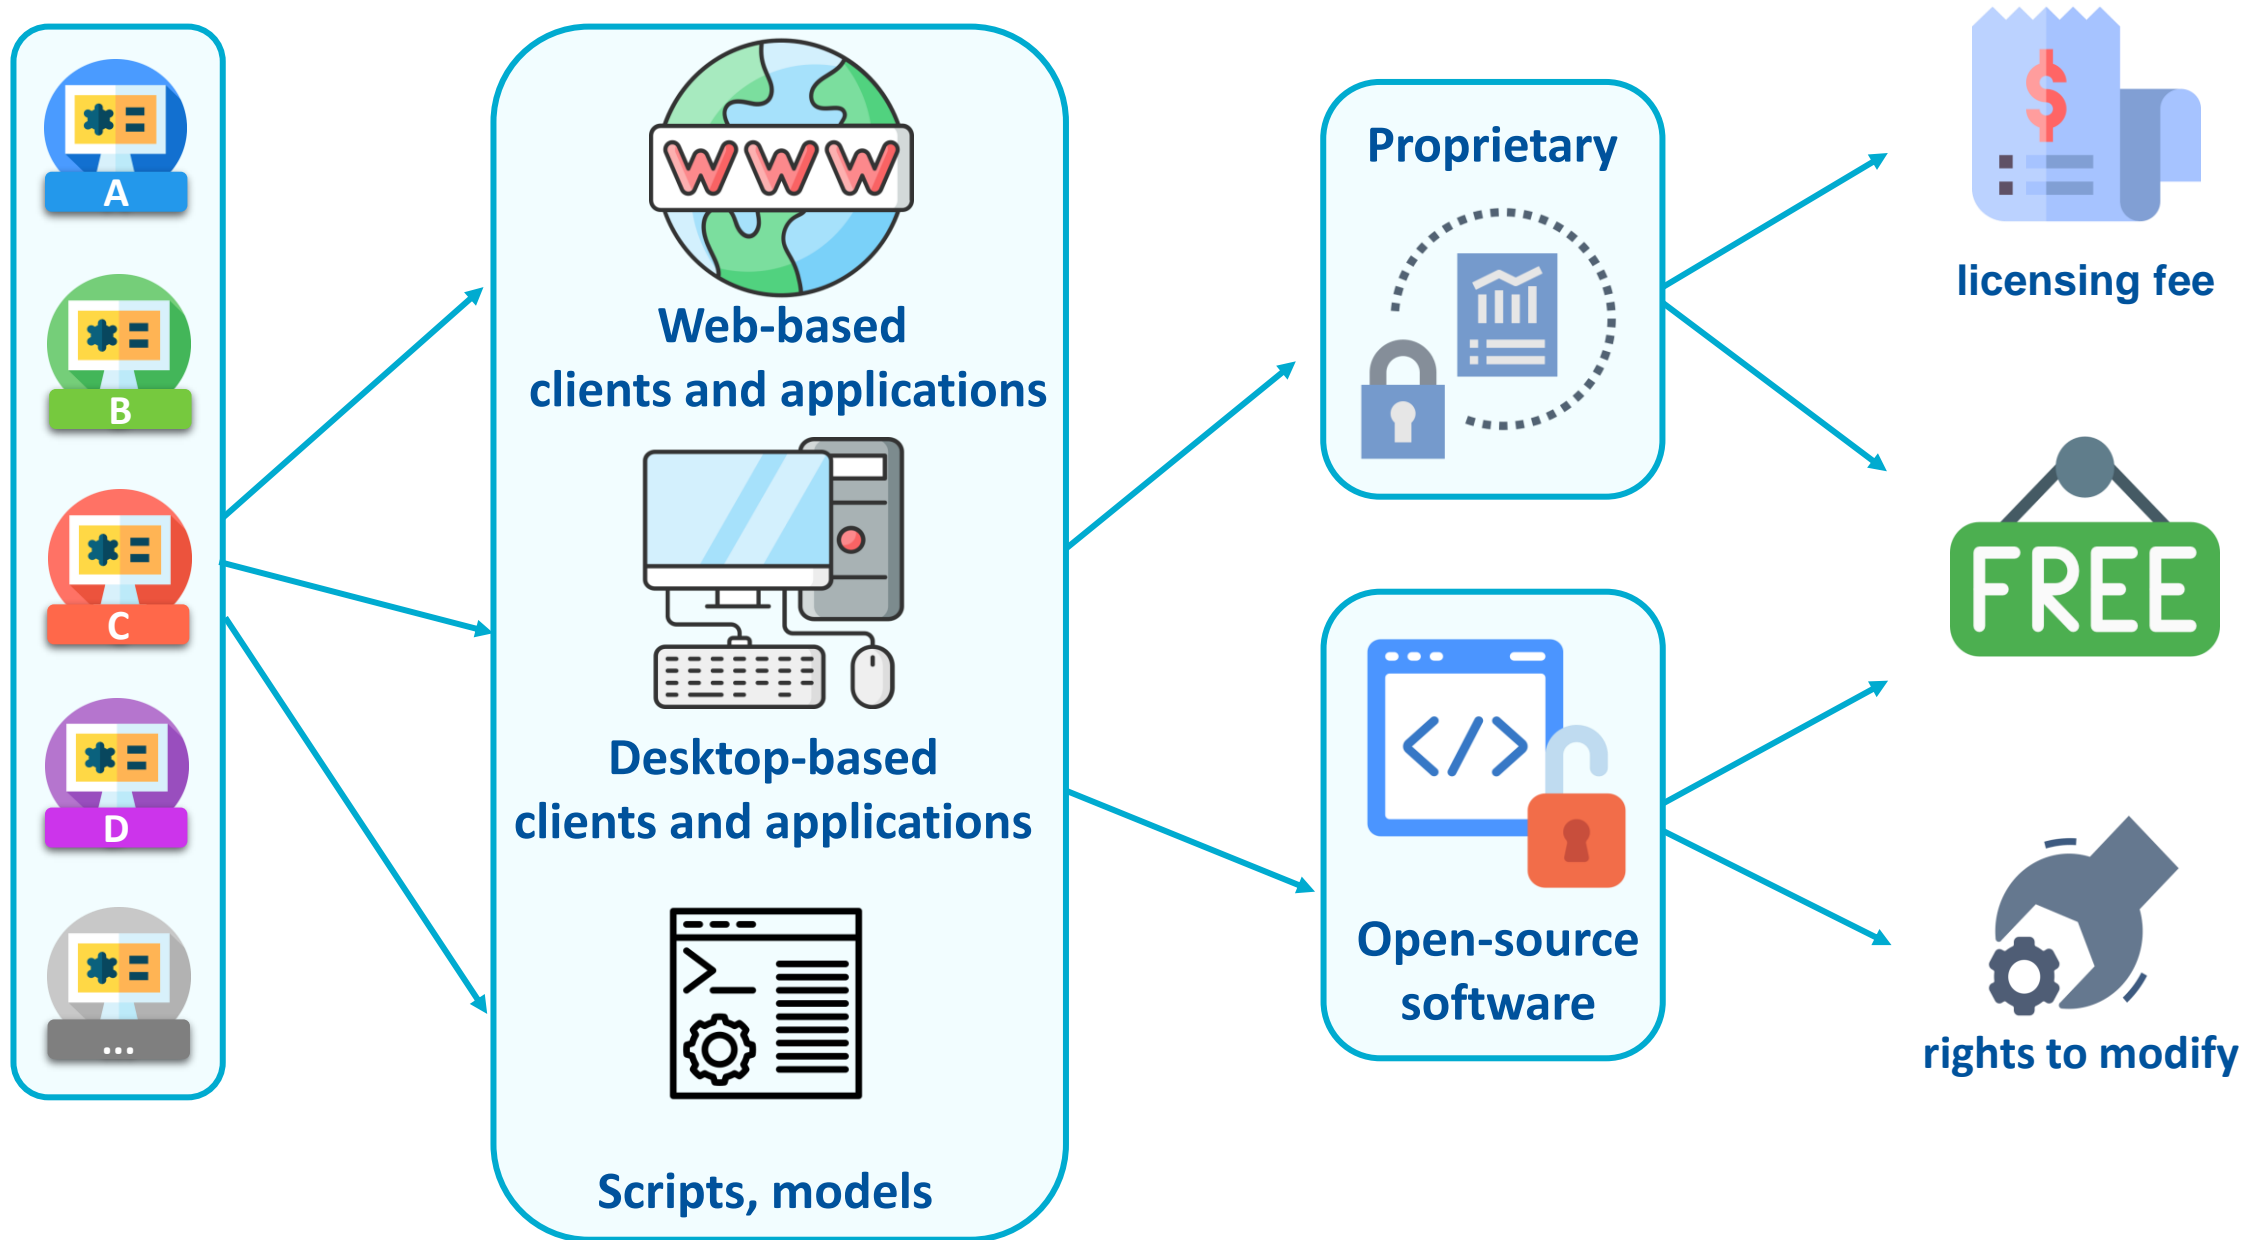 A
B
C
D
...
WWW
Web-based
clients and applications
Desktop-based
clients and applications
Scripts, models
Proprietary
Open-source
software
$
licensing fee
FREE
rights to modify